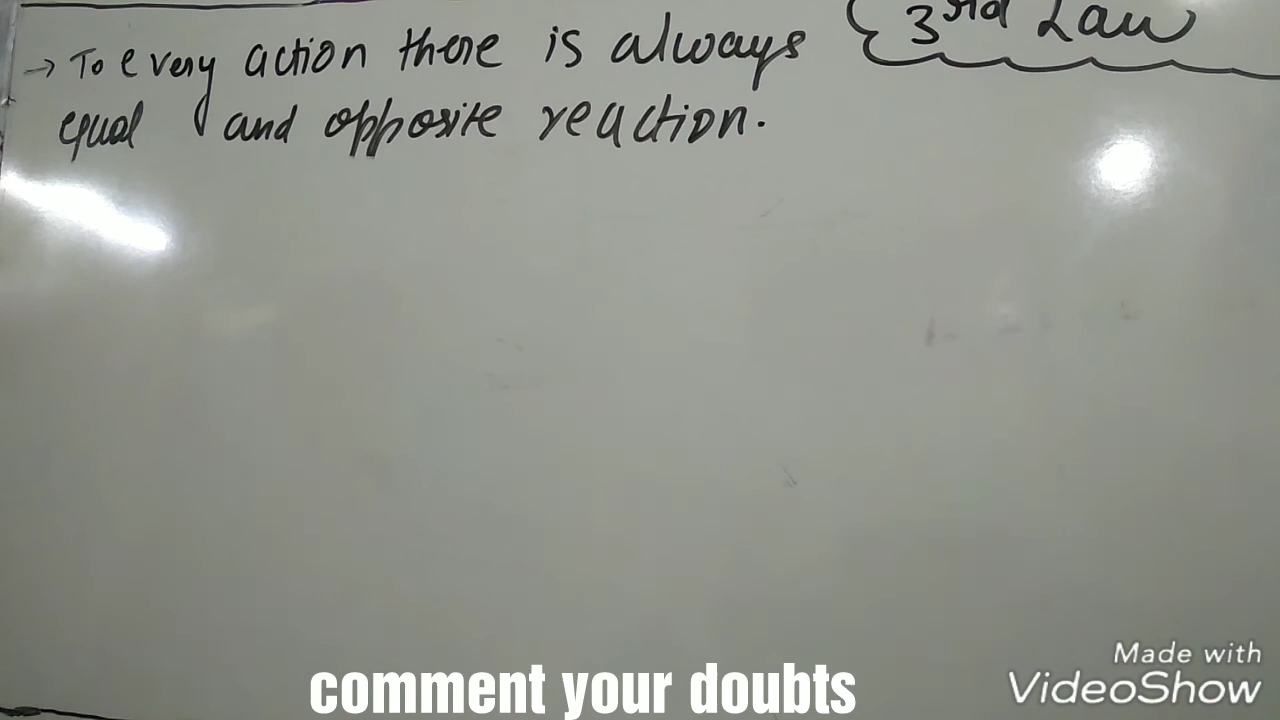 3rd Law
→ To every action there is always
equal and opposite reaction.
comment your doubts
Made with
VideoShow